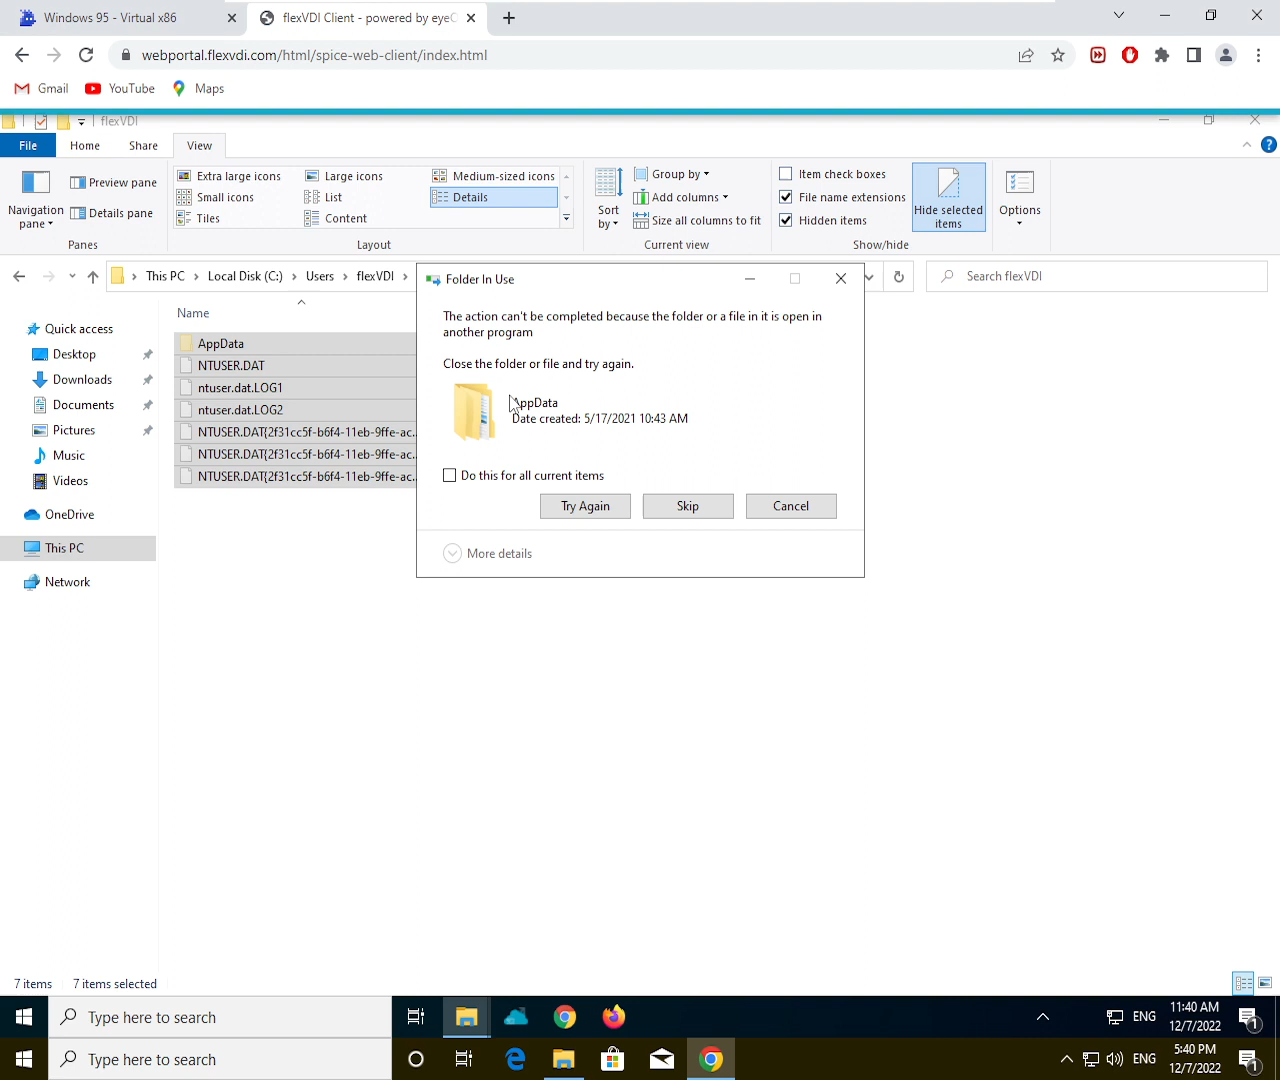 Windows 95 - Virtual x86
flexVDI Client - powered by eyeC
webportal.flexvdi.com/html/spice-web-client/index.html
Gmail
YouTube
Maps
flexVDI
File
Home
Share
View
Navigation
pane
Preview pane
Details pane
Panes
Extra large icons
Large icons
Medium-sized icons
Small icons
List
Details
Tiles
Content
Layout
Sort
by
Group by
Add columns
Size all columns to fit
Current view
Item check boxes
File name extensions
Hidden items
Hide selected
items
Show/hide
Options
This PC
Local Disk (C:)
Users
flexVDI
Search flexVDI
Quick access
Desktop
Downloads
Documents
Pictures
Music
Videos
OneDrive
This PC
Network
Name
AppData
NTUSER.DAT
ntuser.dat.LOG1
ntuser.dat.LOG2
NTUSER.DAT{2f31cc5f-b6f4-11eb-9ffe-ac...
NTUSER.DAT{2f31cc5f-b6f4-11eb-9ffe-ac...
NTUSER.DAT{2f31cc5f-b6f4-11eb-9ffe-ac...
Folder In Use
The action can't be completed because the folder or a file in it is open in
another program
Close the folder or file and try again.
AppData
Date created: 5/17/2021 10:43 AM
Do this for all current items
Try Again
Skip
Cancel
More details
7 items
7 items selected
Type here to search
ENG
11:40 AM
12/7/2022
1
Type here to search
ENG
5:40 PM
12/7/2022
1